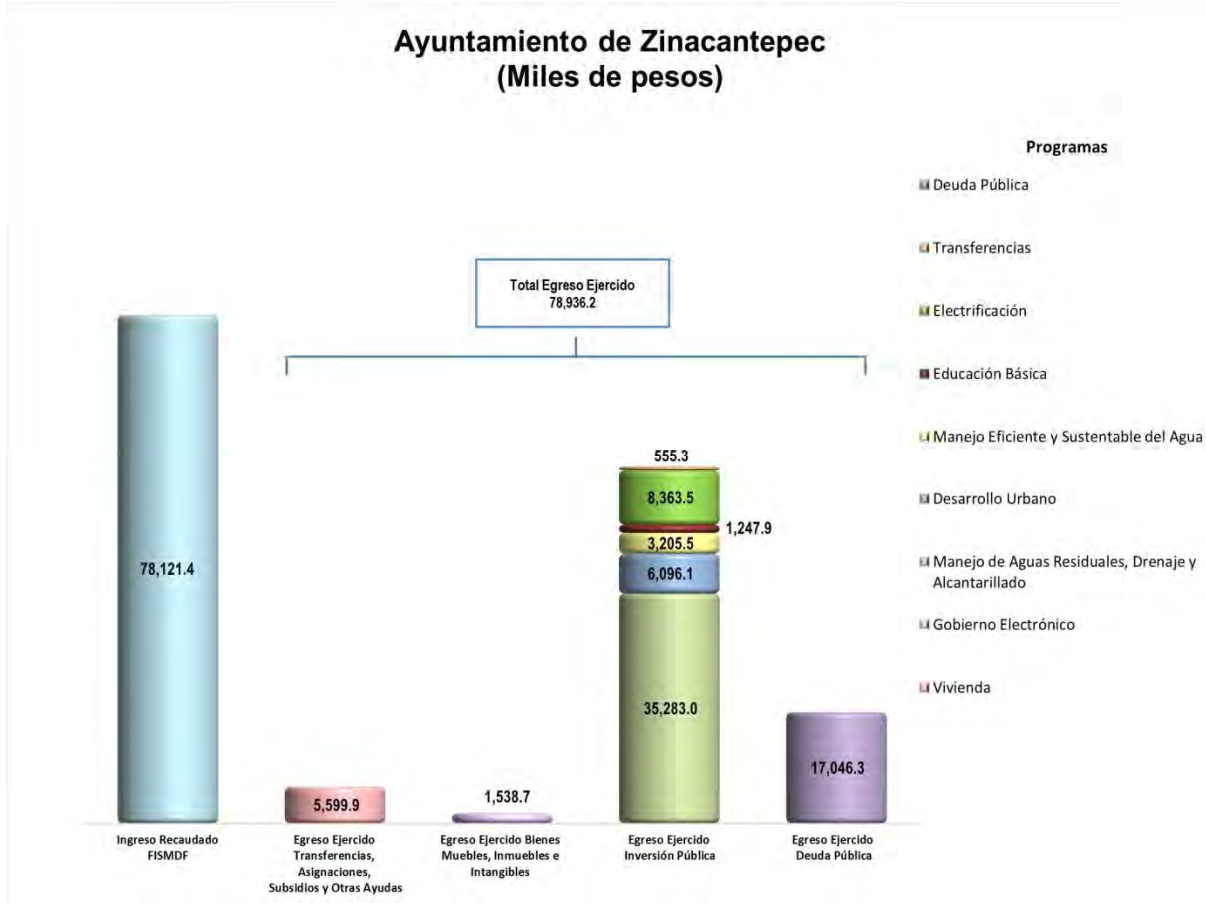 Ayuntamiento de Zinacantepec
(Miles de pesos)
Programas
Deuda Pública
Transferencias
Electrificación
Educación Básica
Manejo Eficiente y Sustentable del Agua
Desarrollo Urbano
Manejo de Aguas Residuales, Drenaje y
Alcantarillado
Gobierno Electrónico
Vivienda
Total Egreso Ejercido
78,936.2
78,121.4
5,599.9
1,538.7
555.3
8,363.5
1,247.9
3,205.5
6,096.1
35,283.0
17,046.3
Ingreso Recaudado
FISMDF
Egreso Ejercido
Transferencias,
Asignaciones,
Subsidios y Otras Ayudas
Egreso Ejercido Bienes
Muebles, Inmuebles e
Intangibles
Egreso Ejercido
Inversión Pública
Egreso Ejercido
Deuda Pública